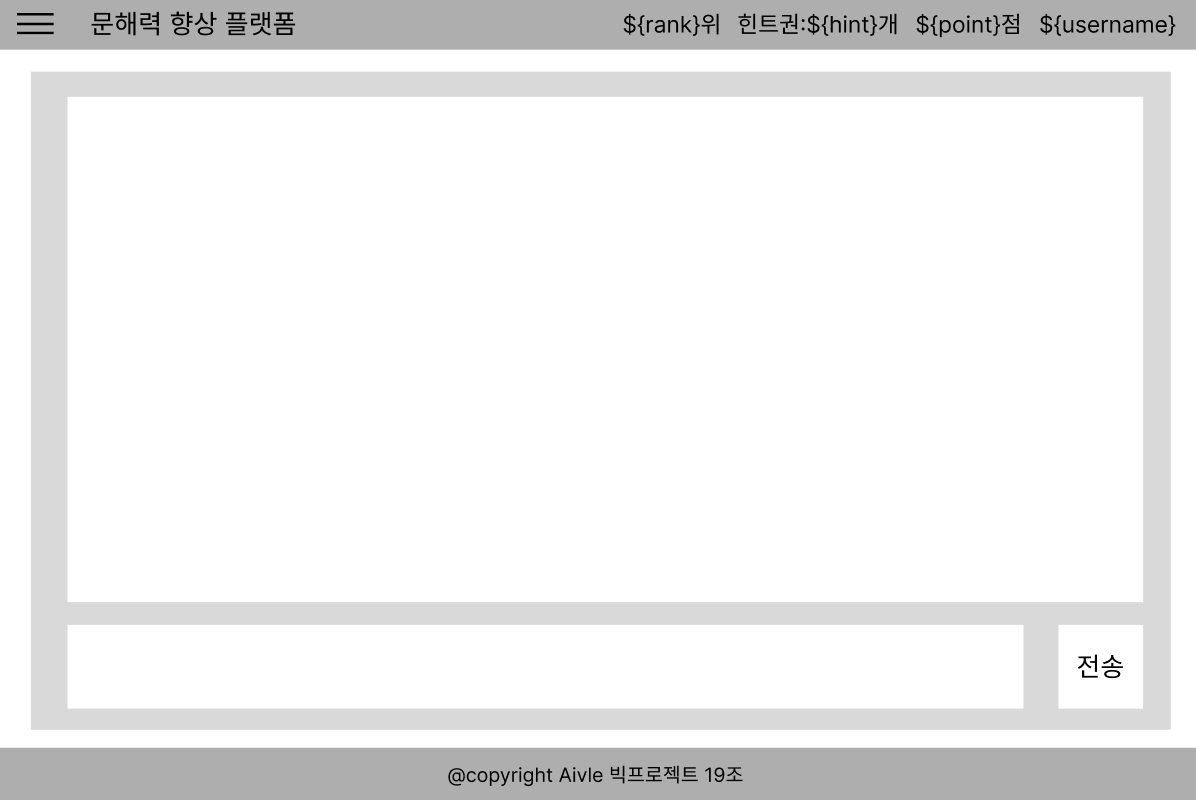 문해력 향상 플랫폼 ${rank}위 힌트권:${hint}개 ${point}점 ${username}
전송
@copyright Aivle 빅프로젝트 19조